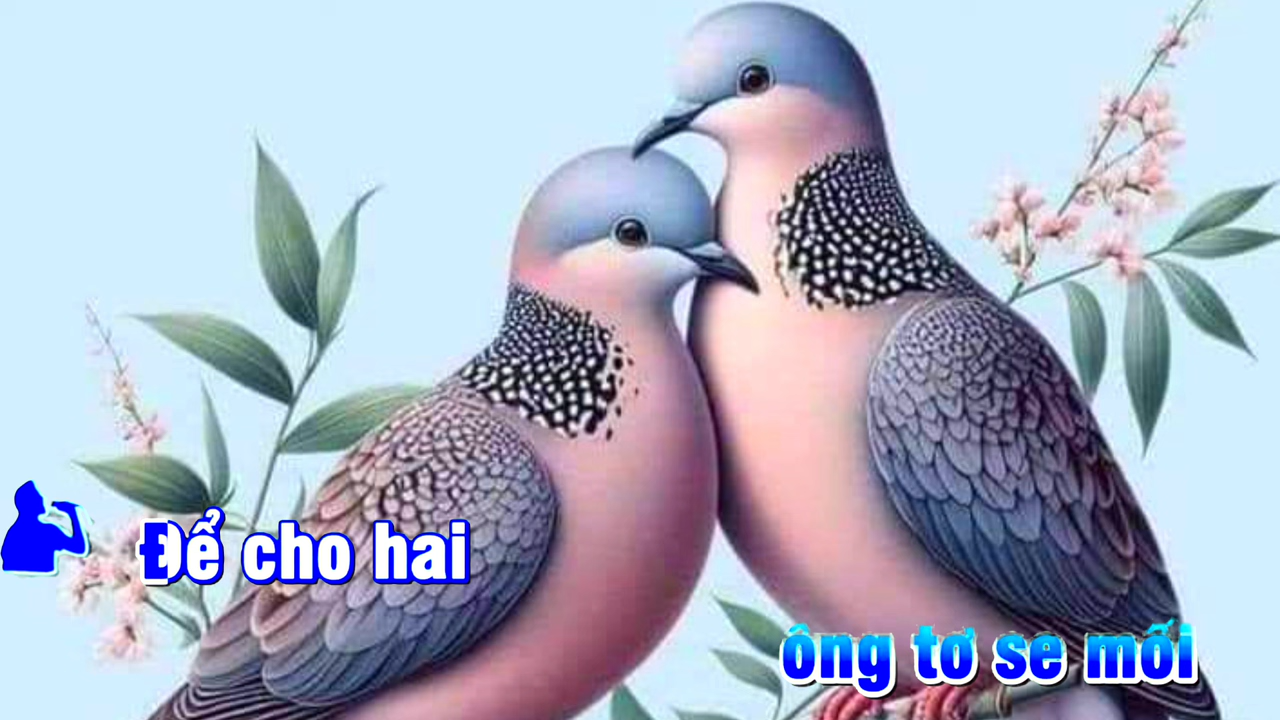 Để cho hai
ông tơ se mối